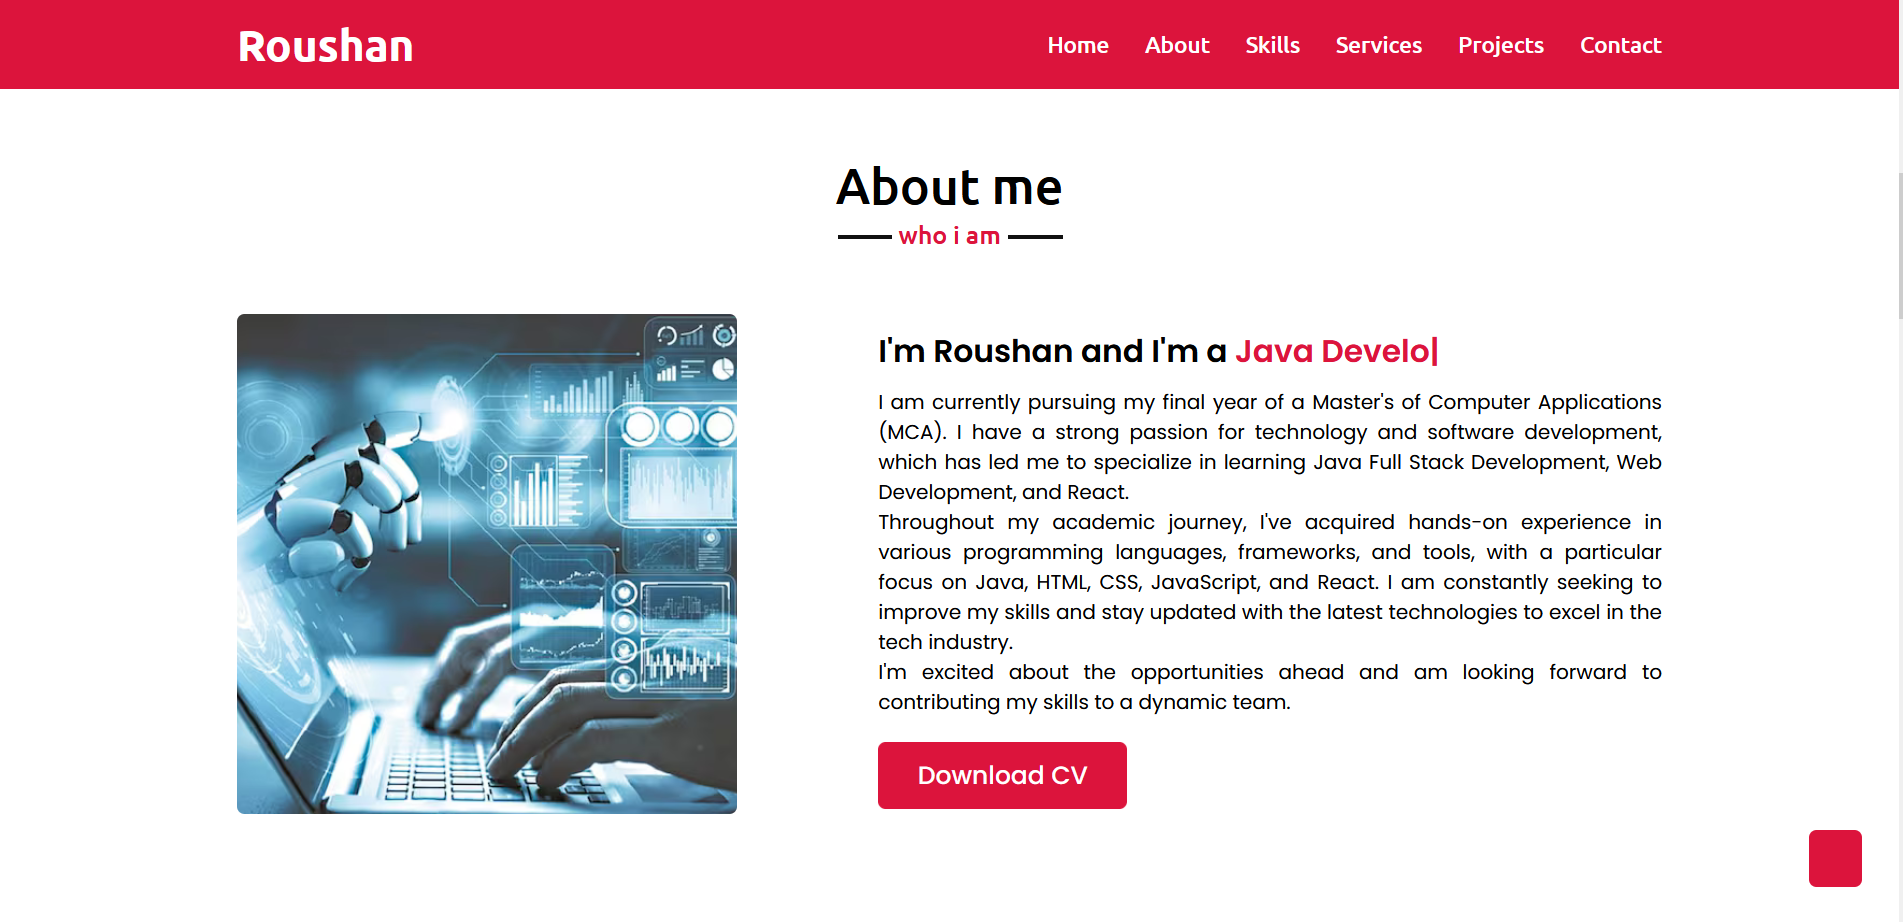 Roushan
Home About Skills Services Projects Contact
About me
who i am
I'm Roushan and I'm a Java Develo|
I am currently pursuing my final year of a Master's of Computer Applications
(MCA). I have a strong passion for technology and software development,
which has led me to specialize in learning Java Full Stack Development, Web
Development, and React.
Throughout my academic journey, I've acquired hands-on experience in
various programming languages, frameworks, and tools, with a particular
focus on Java, HTML, CSS, JavaScript, and React. I am constantly seeking to
improve my skills and stay updated with the latest technologies to excel in the
tech industry.
I'm excited about the opportunities ahead and am looking forward to
contributing my skills to a dynamic team.
Download CV